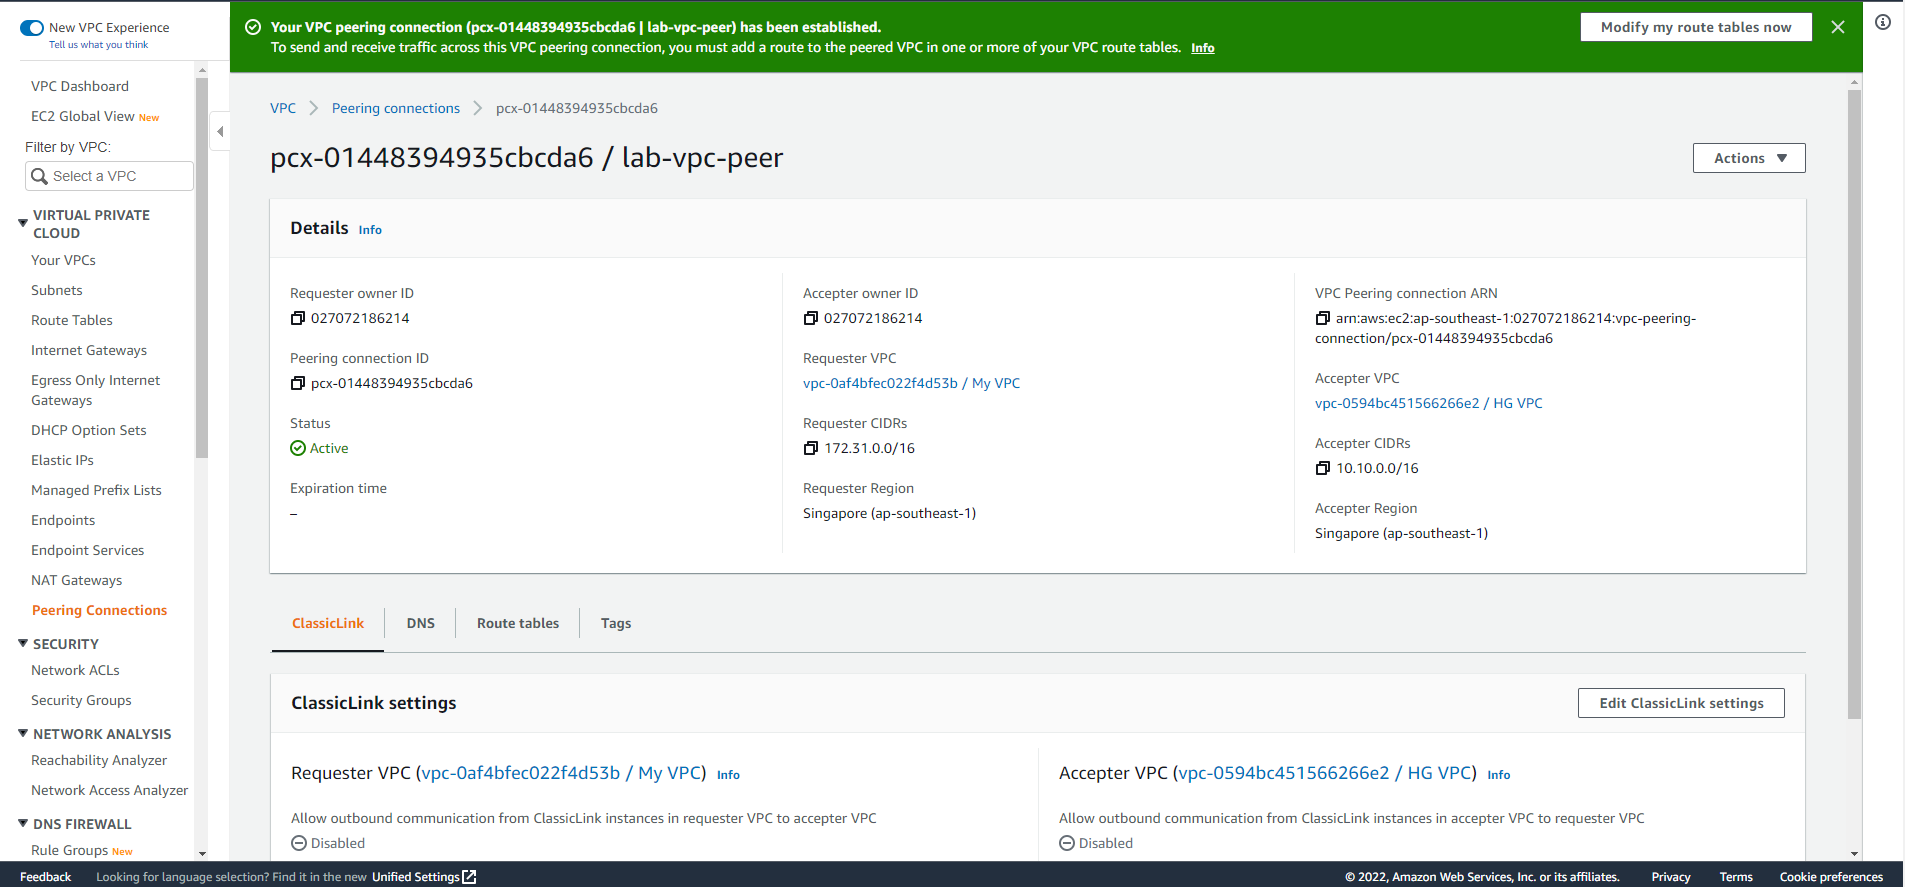 New VPC Experience
Tell us what you think
Your VPC peering connection (pcx-01448394935cbcda6 | lab-vpc-peer) has been established.
To send and receive traffic across this VPC peering connection, you must add a route to the peered VPC in one or more of your VPC route tables. Info
Modify my route tables now
VPC Dashboard
EC2 Global View New
Filter by VPC:
Select a VPC
VIRTUAL PRIVATE
CLOUD
Your VPCs
Subnets
Route Tables
Internet Gateways
Egress Only Internet
Gateways
DHCP Option Sets
Elastic IPs
Managed Prefix Lists
Endpoints
Endpoint Services
NAT Gateways
Peering Connections
SECURITY
Network ACLs
Security Groups
NETWORK ANALYSIS
Reachability Analyzer
Network Access Analyzer
DNS FIREWALL
Rule Groups New
VPC
Peering connections
pcx-01448394935cbcda6
pcx-01448394935cbcda6 / lab-vpc-peer
Actions
Details Info
Requester owner ID
027072186214
Peering connection ID
pcx-01448394935cbcda6
Status
Active
Expiration time
–
Accepter owner ID
027072186214
Requester VPC
vpc-0af4bfec022f4d53b / My VPC
Requester CIDRs
172.31.0.0/16
Requester Region
Singapore (ap-southeast-1)
VPC Peering connection ARN
arn:aws:ec2:ap-southeast-1:027072186214:vpc-peering-
connection/pcx-01448394935cbcda6
Accepter VPC
vpc-0594bc451566266e2 / HG VPC
Accepter CIDRs
10.10.0.0/16
Accepter Region
Singapore (ap-southeast-1)
ClassicLink
DNS
Route tables
Tags
ClassicLink settings
Edit ClassicLink settings
Requester VPC (vpc-0af4bfec022f4d53b / My VPC) Info
Allow outbound communication from ClassicLink instances in requester VPC to accepter VPC
Disabled
Accepter VPC (vpc-0594bc451566266e2 / HG VPC) Info
Allow outbound communication from ClassicLink instances in accepter VPC to requester VPC
Disabled
Feedback
Looking for language selection? Find it in the new Unified Settings
© 2022, Amazon Web Services, Inc. or its affiliates.
Privacy
Terms
Cookie preferences